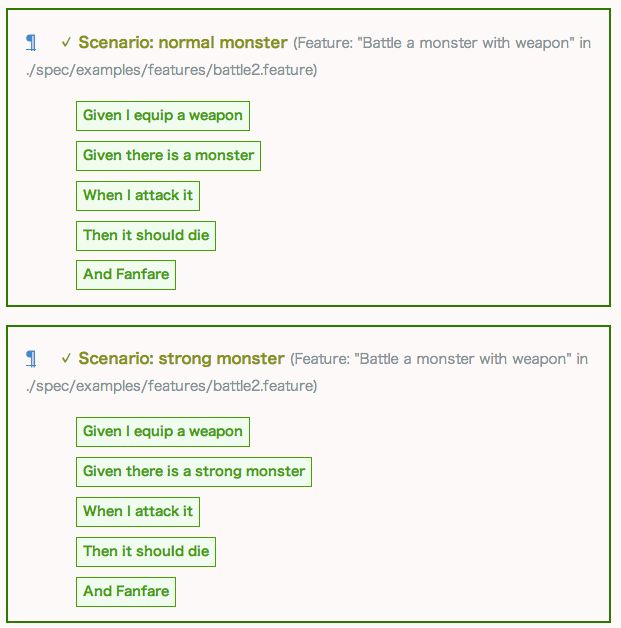 ¶ ✓ Scenario: normal monster (Feature: "Battle a monster with weapon" in
./spec/examples/features/battle2.feature)
Given I equip a weapon
Given there is a monster
When I attack it
Then it should die
And Fanfare
¶ ✓ Scenario: strong monster (Feature: "Battle a monster with weapon" in
./spec/examples/features/battle2.feature)
Given I equip a weapon
Given there is a strong monster
When I attack it
Then it should die
And Fanfare